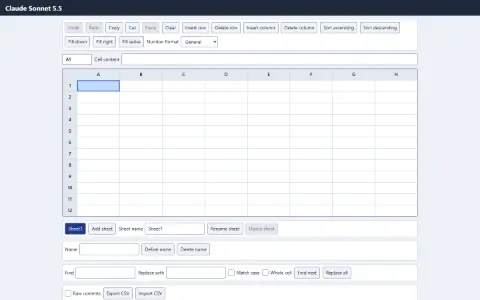 Claude Sonnet 5.5
Undo Redo Copy Cut Paste Clear Insert row Delete row Insert column Delete column Sort ascending Sort descending
Fill down Fill right Fill series Number format General
A1 Cell content
A B C D E F G H
1
2
3
4
5
6
7
8
9
10
11
12
Sheet1 Add sheet Sheet name Sheet1 Rename sheet Delete sheet
Name Define name Delete name
Find Replace with Match case Whole cell Find next Replace all
Raw contents Export CSV Import CSV